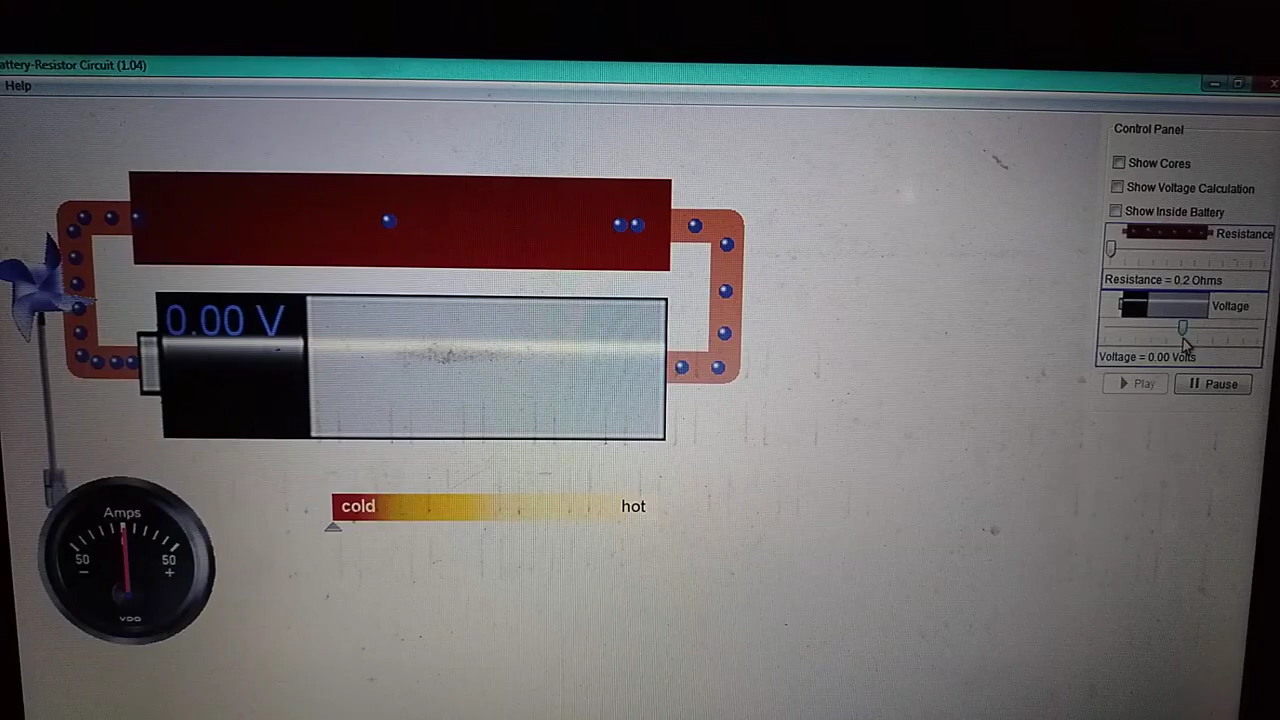 attery-Resistor Circuit (1.04)
Help
Control Panel
Show Cores
Show Voltage Calculation
Show Inside Battery
Resistance
Resistance = 0.2 Ohms
Voltage
Voltage = 0.00 Volts
Play
Pause
0.00 V
cold
hot
Amps
50
50
−
+
VDO